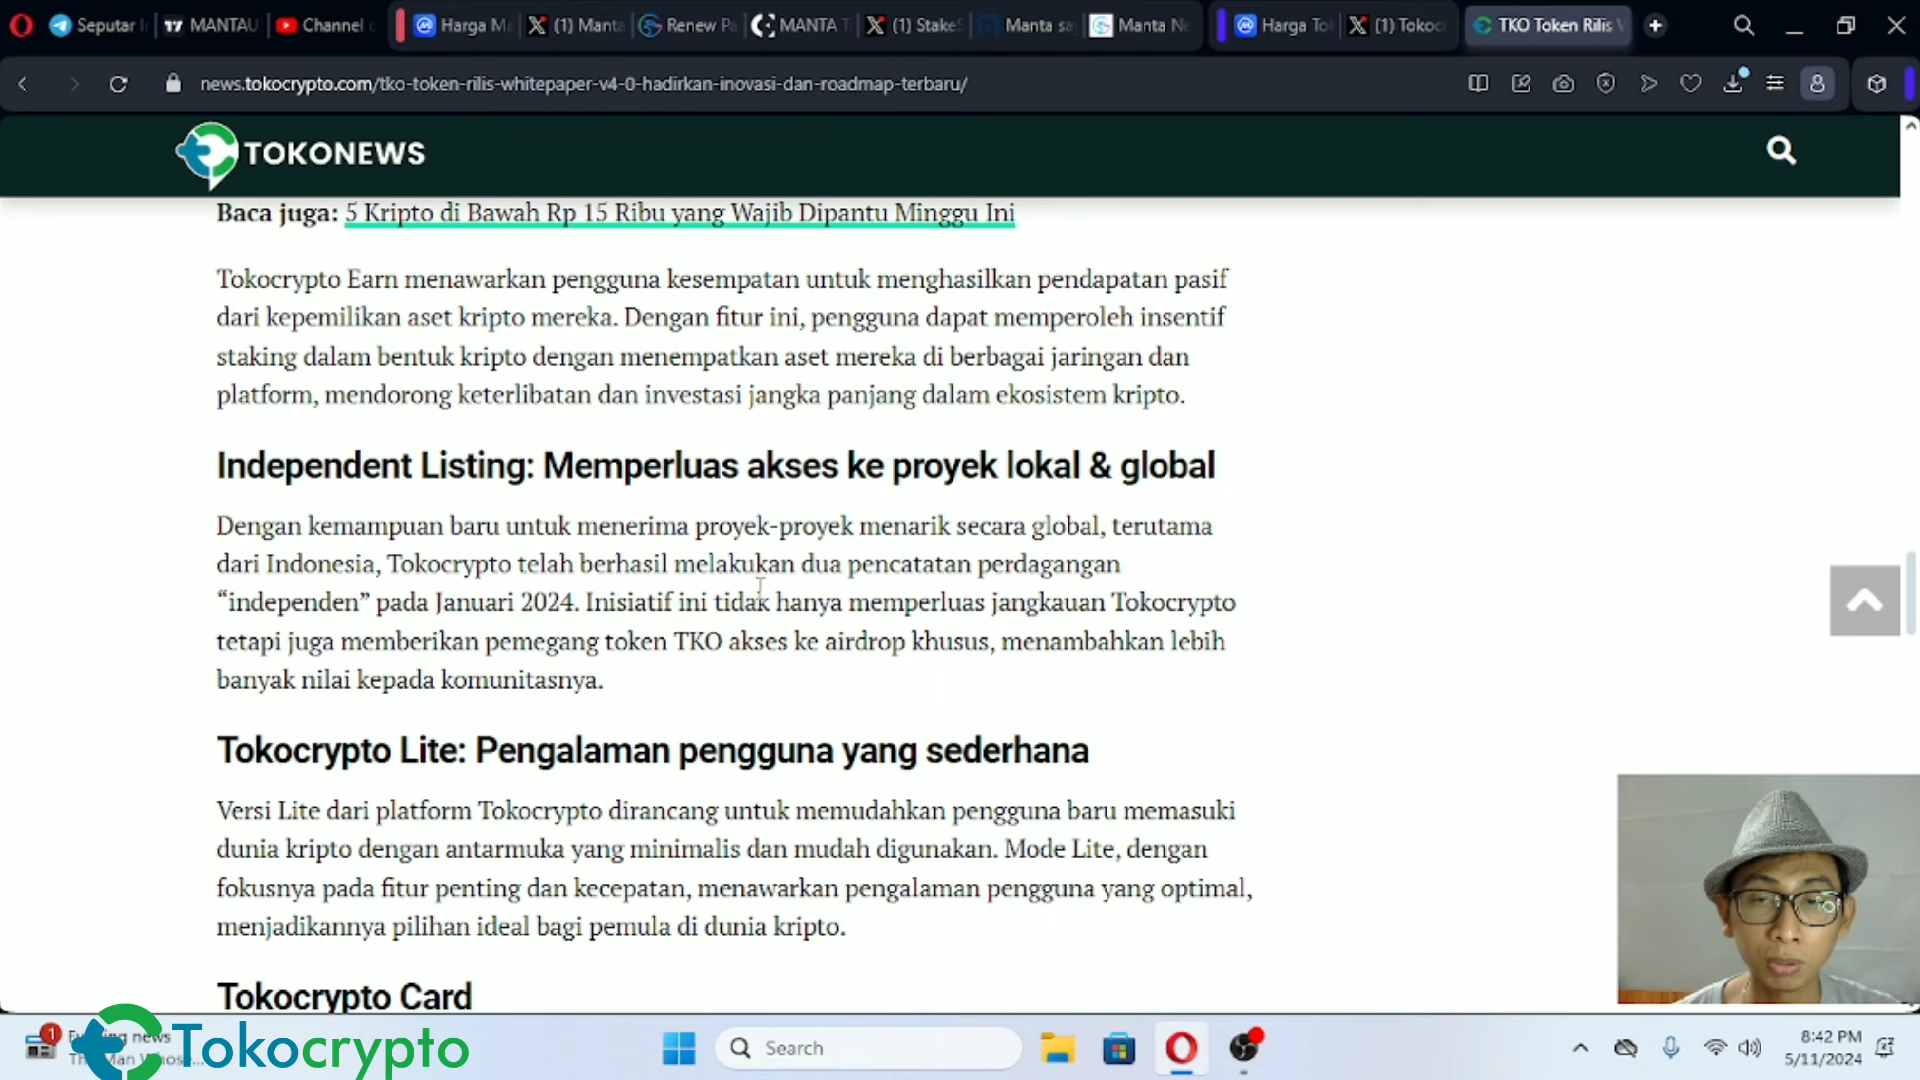 Seputar I
MANTAU
Channel
Harga M
(1) Manta
Renew Pa
MANTA T
(1) Stake
Manta sa
Manta Ne
Harga To
(1) Tokoc
TKO Token Rilis
news.tokocrypto.com/tko-token-rilis-whitepaper-v4-0-hadirkan-inovasi-dan-roadmap-terbaru/
TOKONEWS
Baca juga: 5 Kripto di Bawah Rp 15 Ribu yang Wajib Dipantu Minggu Ini
Tokocrypto Earn menawarkan pengguna kesempatan untuk menghasilkan pendapatan pasif
dari kepemilikan aset kripto mereka. Dengan fitur ini, pengguna dapat memperoleh insentif
staking dalam bentuk kripto dengan menempatkan aset mereka di berbagai jaringan dan
platform, mendorong keterlibatan dan investasi jangka panjang dalam ekosistem kripto.
Independent Listing: Memperluas akses ke proyek lokal & global
Dengan kemampuan baru untuk menerima proyek-proyek menarik secara global, terutama
dari Indonesia, Tokocrypto telah berhasil melakukan dua pencatatan perdagangan
“independen” pada Januari 2024. Inisiatif ini tidak hanya memperluas jangkauan Tokocrypto
tetapi juga memberikan pemegang token TKO akses ke airdrop khusus, menambahkan lebih
banyak nilai kepada komunitasnya.
Tokocrypto Lite: Pengalaman pengguna yang sederhana
Versi Lite dari platform Tokocrypto dirancang untuk memudahkan pengguna baru memasuki
dunia kripto dengan antarmuka yang minimalis dan mudah digunakan. Mode Lite, dengan
fokusnya pada fitur penting dan kecepatan, menawarkan pengalaman pengguna yang optimal,
menjadikannya pilihan ideal bagi pemula di dunia kripto.
Tokocrypto Card
1
news
Tokocrypto
Search
8:42 PM
5/11/2024